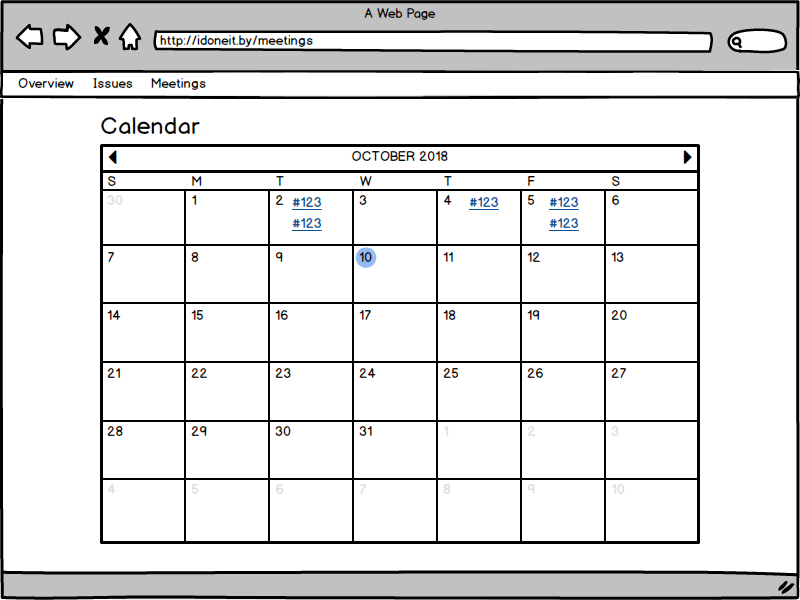 A Web Page
http://idoneit.by/meetings
Overview Issues Meetings
Calendar
OCTOBER 2018
S M T W T F S
30 1 2 #123 3 4 #123 5 #123 6
#123 #123
7 8 9 10 11 12 13
14 15 16 17 18 19 20
21 22 23 24 25 26 27
28 29 30 31 1 2 3
4 5 6 7 8 9 10